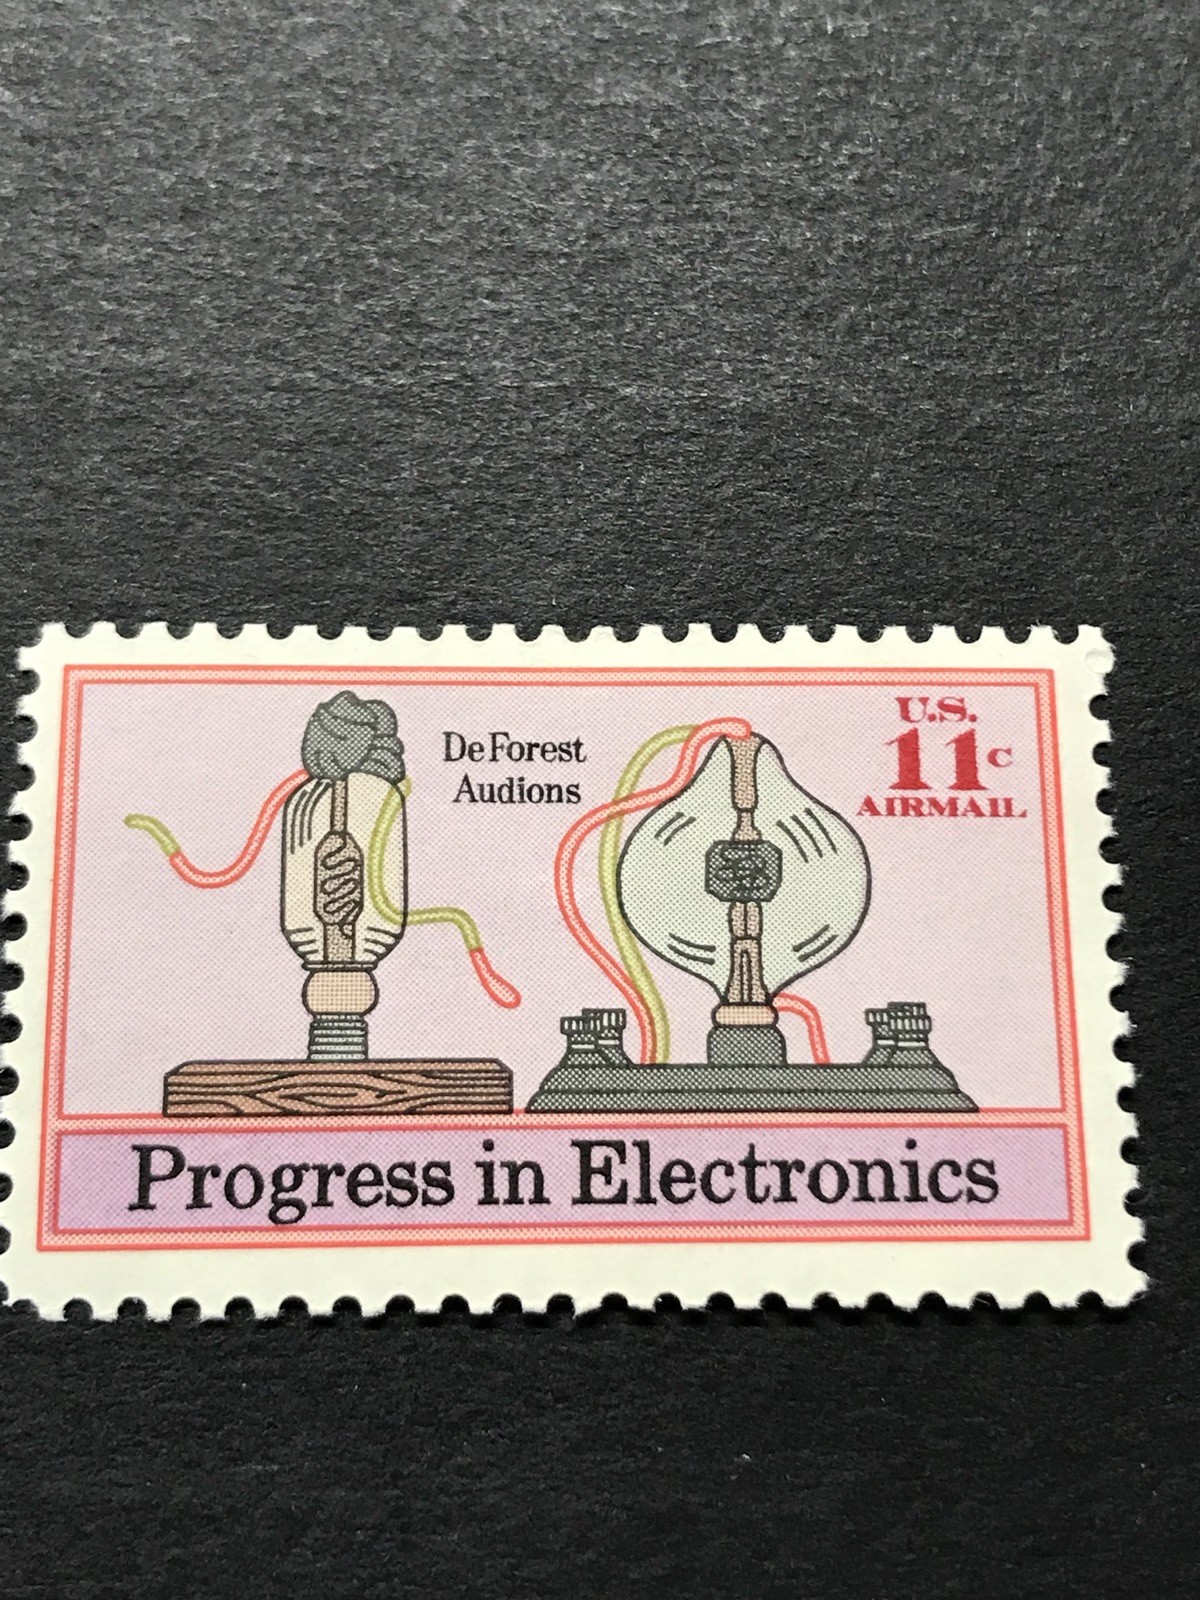 De Forest
Audions
U.S.
11c
AIRMAIL
Progress in Electronics